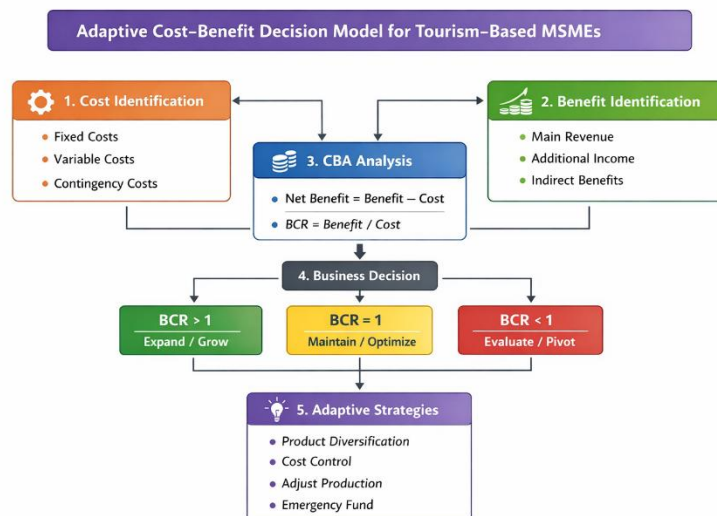 Adaptive Cost–Benefit Decision Model for Tourism–Based MSMEs
1. Cost Identification
• Fixed Costs
• Variable Costs
• Contingency Costs
2. Benefit Identification
• Main Revenue
• Additional Income
• Indirect Benefits
3. CBA Analysis
• Net Benefit = Benefit – Cost
• BCR = Benefit / Cost
4. Business Decision
BCR > 1
Expand / Grow
BCR = 1
Maintain / Optimize
BCR < 1
Evaluate / Pivot
5. Adaptive Strategies
• Product Diversification
• Cost Control
• Adjust Production
• Emergency Fund